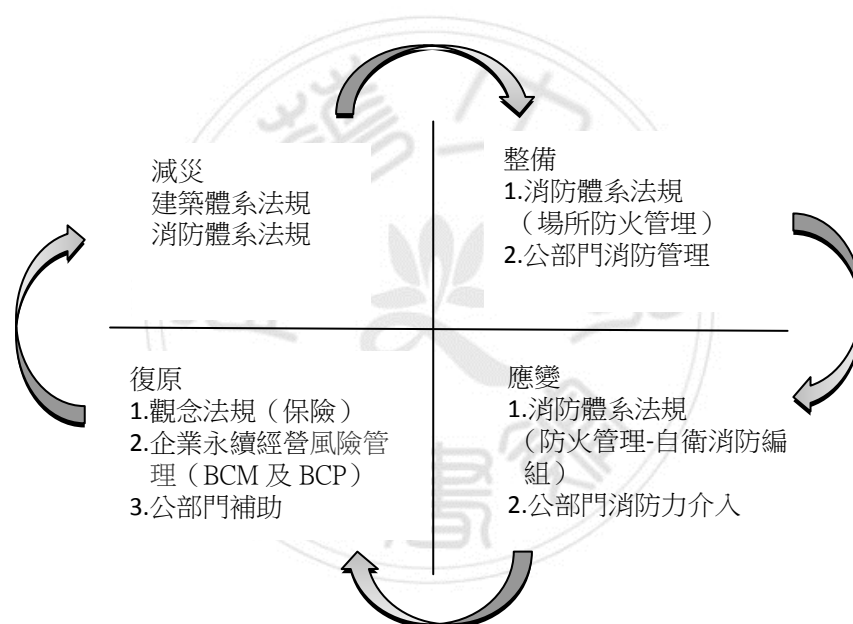 減災
建築體系法規
消防體系法規
整備
1.消防體系法規
（場所防火管埋）
2.公部門消防管理
復原
1.觀念法規（保險）
2.企業永續經營風險管
理（BCM 及 BCP）
3.公部門補助
應變
1.消防體系法規
（防火管理-自衛消防編
組）
2.公部門消防力介入